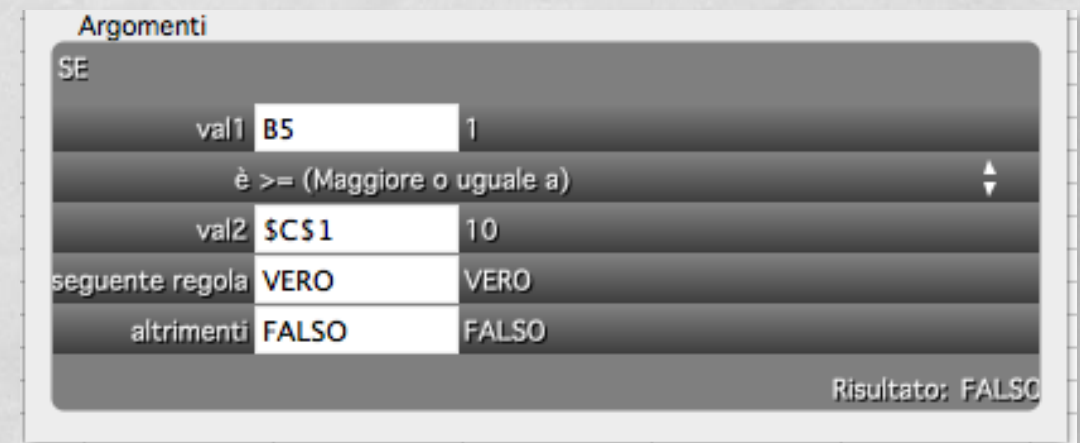 Argomenti
SE
val1 B5 1
è >= (Maggiore o uguale a)
val2 $C$1 10
seguente regola VERO VERO
altrimenti FALSO FALSO
Risultato: FALSO